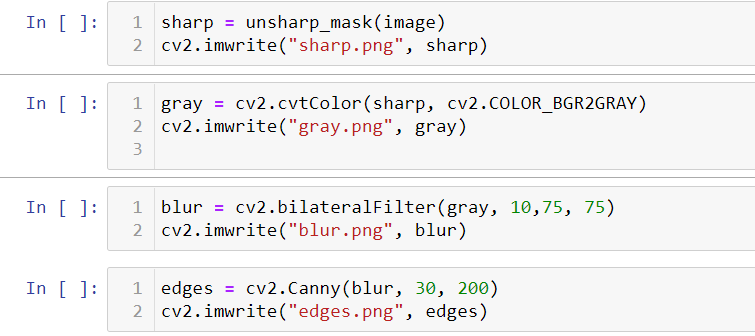 In [ ]: 1 sharp = unsharp_mask(image)
2 cv2.imwrite("sharp.png", sharp)
In [ ]: 1 gray = cv2.cvtColor(sharp, cv2.COLOR_BGR2GRAY)
2 cv2.imwrite("gray.png", gray)
3
In [ ]: 1 blur = cv2.bilateralFilter(gray, 10,75, 75)
2 cv2.imwrite("blur.png", blur)
In [ ]: 1 edges = cv2.Canny(blur, 30, 200)
2 cv2.imwrite("edges.png", edges)